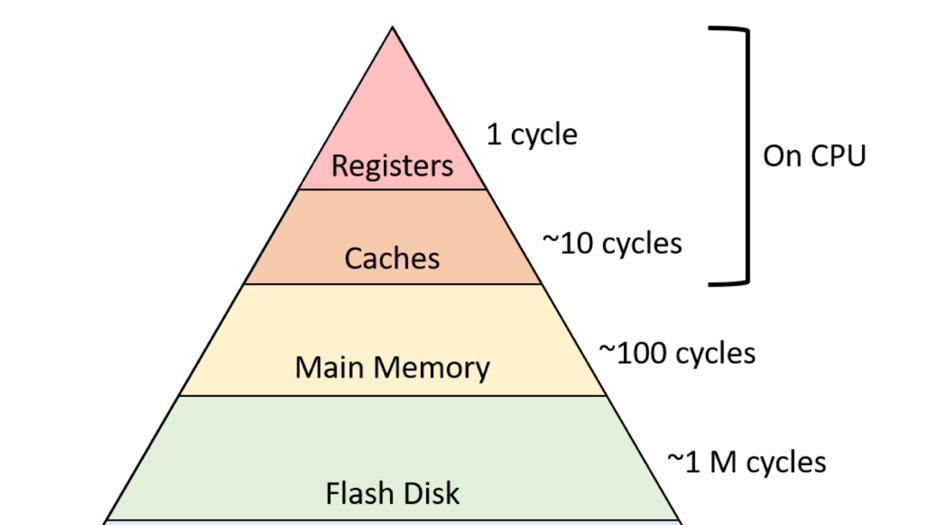 1 cycle
On CPU
Registers
~10 cycles
Caches
~100 cycles
Main Memory
~1 M cycles
Flash Disk